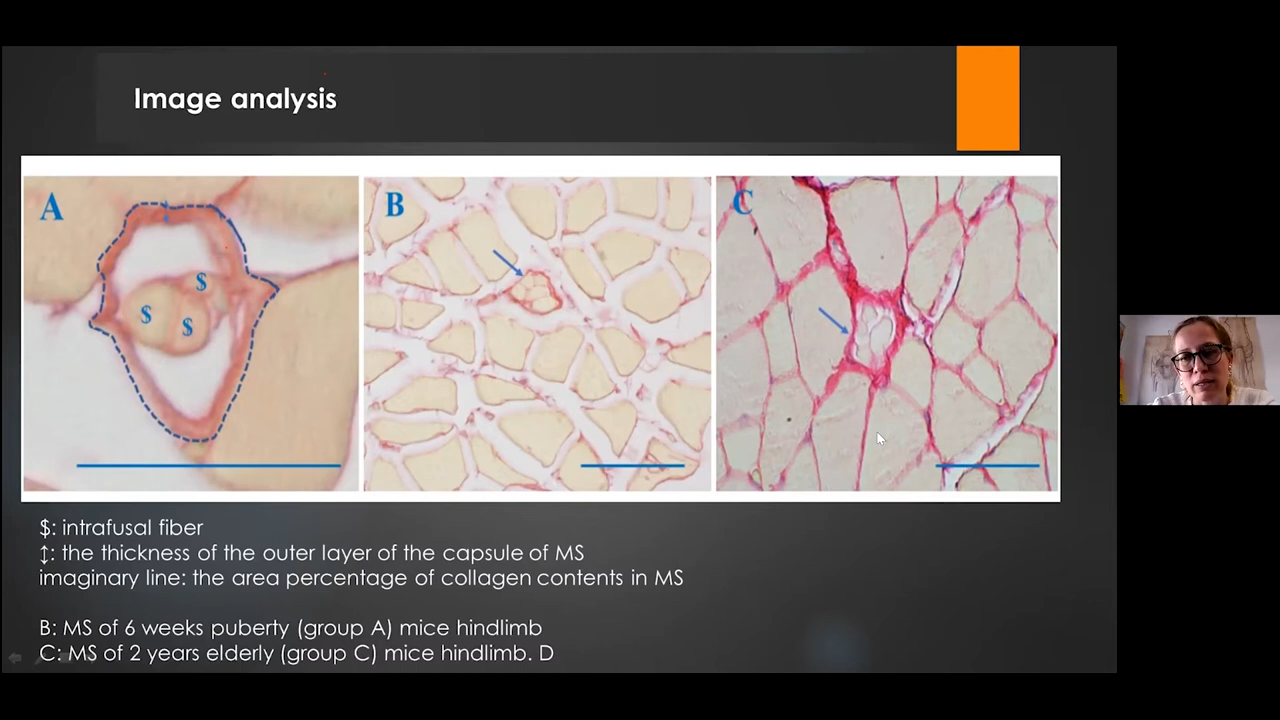 Image analysis
A
B
C
$
$
$
$: intrafusal fiber
↕: the thickness of the outer layer of the capsule of MS
imaginary line: the area percentage of collagen contents in MS
B: MS of 6 weeks puberty (group A) mice hindlimb
C: MS of 2 years elderly (group C) mice hindlimb. D